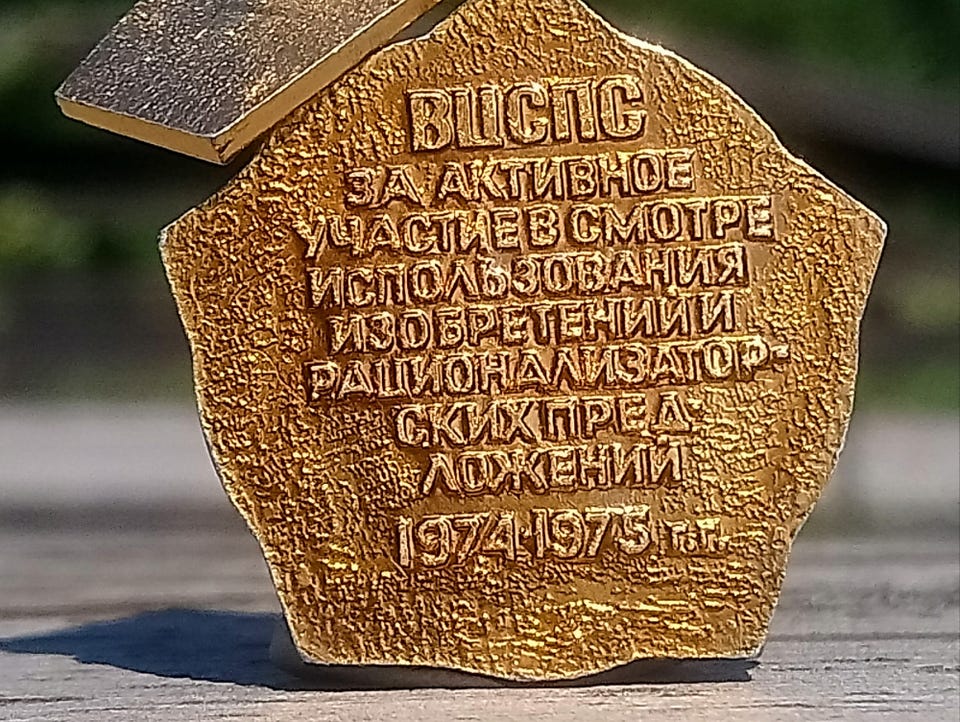 ВЦСПС
ЗА АКТИВНОЕ
УЧАСТИЕ В СМОТРЕ
ИСПОЛЬЗОВАНИЯ
ИЗОБРЕТЕНИЙ И
РАЦИОНАЛИЗАТОР-
СКИХ ПРЕД-
ЛОЖЕНИЙ
1974-1975 г.г.